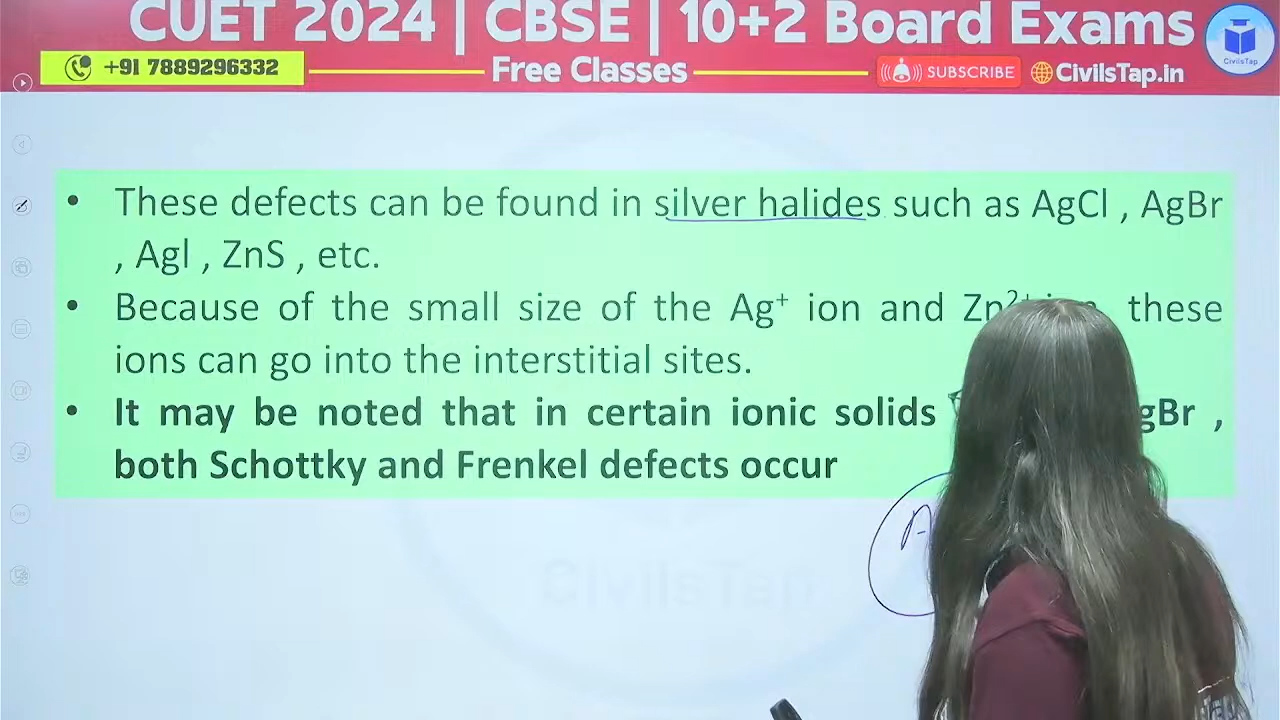 CUET 2024 | CBSE | 10+2 Board Exams
+91 7889296332
Free Classes
SUBSCRIBE
CivilsTap.in
CivilsTap
• These defects can be found in silver halides such as AgCl , AgBr
, Agl , ZnS , etc.
• Because of the small size of the Ag⁺ ion and Zn²⁺ these
ions can go into the interstitial sites.
• It may be noted that in certain ionic solids gBr ,
both Schottky and Frenkel defects occur
A
CivilsTap